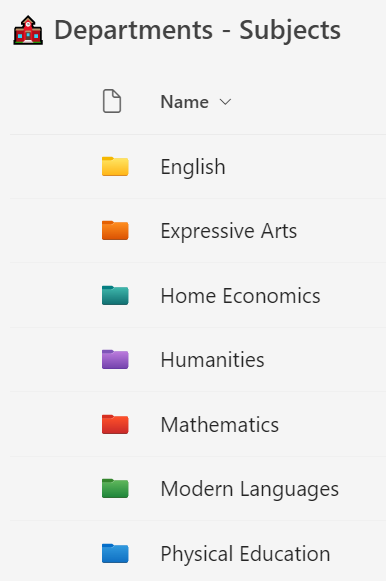 Departments - Subjects
Name
English
Expressive Arts
Home Economics
Humanities
Mathematics
Modern Languages
Physical Education